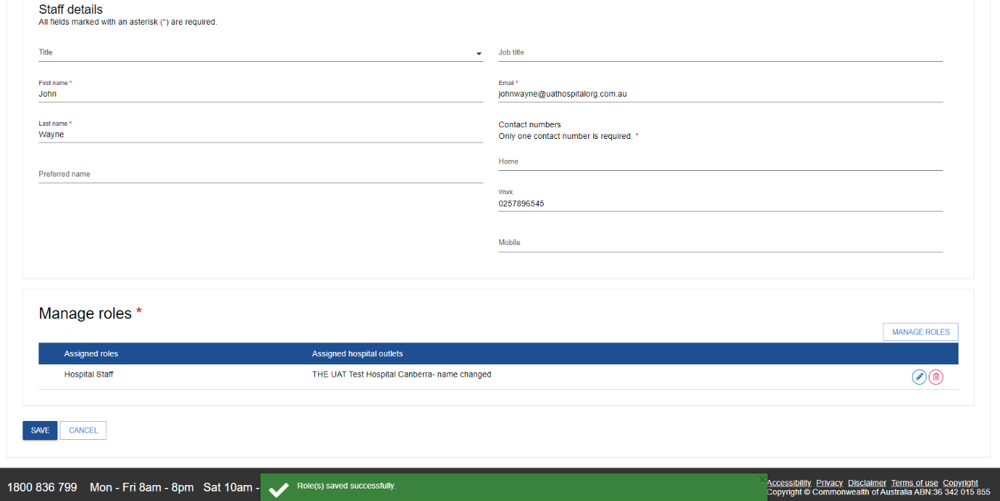 Staff details
All fields marked with an asterisk (*) are required.
Title
Job title
First name *
John
Email *
johnwayne@uathospitalorg.com.au
Last name *
Wayne
Contact numbers
Only one contact number is required. *
Home
Preferred name
Work
0257896545
Mobile
Manage roles *
MANAGE ROLES
Assigned roles Assigned hospital outlets
Hospital Staff THE UAT Test Hospital Canberra- name changed
SAVE CANCEL
1800 836 799 Mon - Fri 8am - 8pm Sat 10am -
Role(s) saved successfully.
Accessibility Privacy Disclaimer Terms of use Copyright
Copyright © Commonwealth of Australia ABN:36 342 015 855